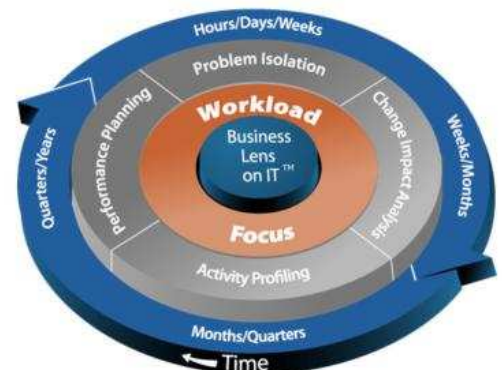 Hours/Days/Weeks
Problem Isolation
Workload
Business
Lens
on IT™
Focus
Performance Planning
Change Impact Analysis
Activity Profiling
Quarters/Years
Weeks/Months
Months/Quarters
Time